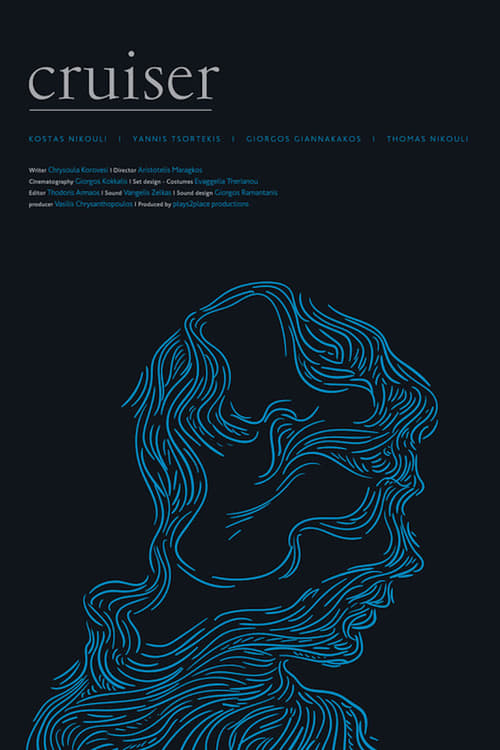 cruiser
KOSTAS NIKOULI | YANNIS TSORTEKIS | GIORGOS GIANNAKAKOS | THOMAS NIKOULI
Writer Chrysoula Korovesi | Director Aristotelis Maragkos
Cinematography Giorgos Kokkalis | Set design - Costumes Evaggelia Therianou
Editor Thodoris Armaos | Sound Vangelis Zelkas | Sound design Giorgos Ramantanis
producer Vasilis Chrysanthopoulos | Produced by plays2place productions